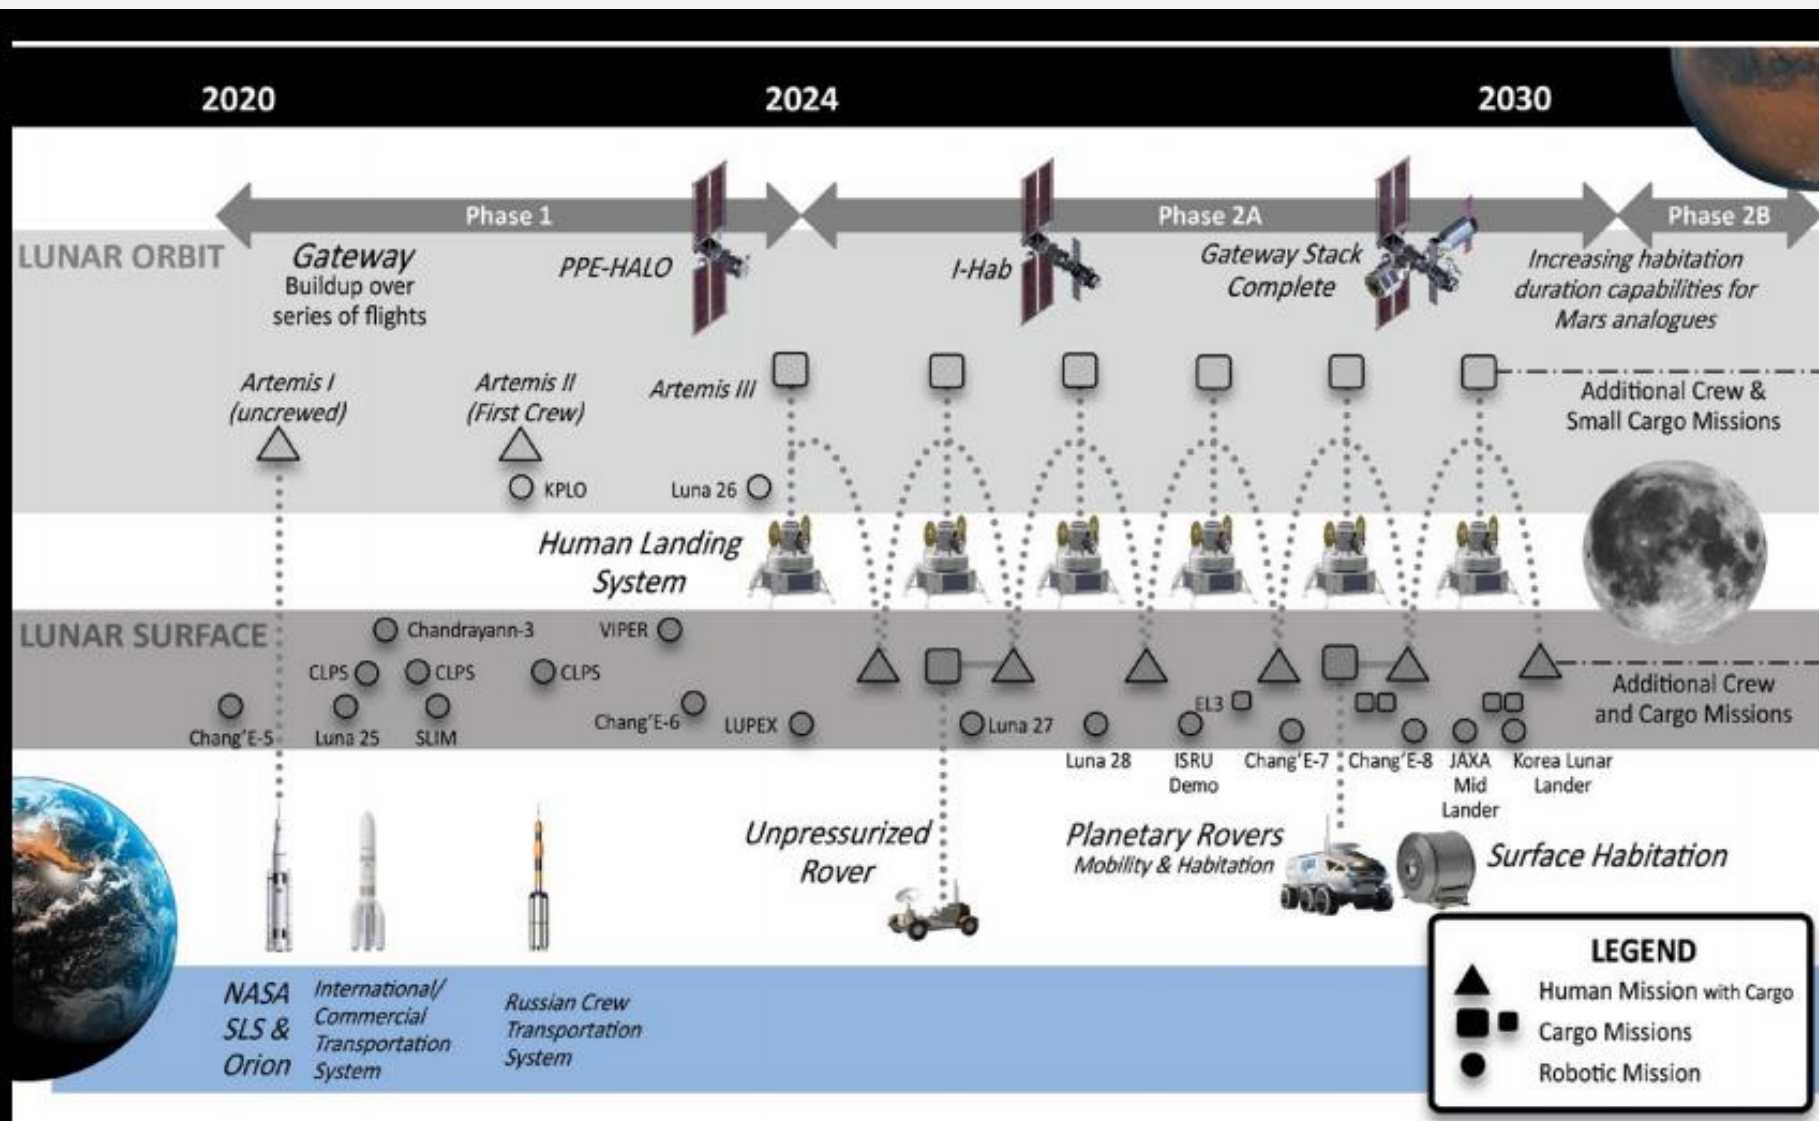 2020
2024
2030
Phase 1
Phase 2A
Phase 2B
LUNAR ORBIT
Gateway
Buildup over
series of flights
PPE-HALO
I-Hab
Gateway Stack
Complete
Increasing habitation
duration capabilities for
Mars analogues
Artemis I
(uncrewed)
Artemis II
(First Crew)
Artemis III
Additional Crew &
Small Cargo Missions
KPLO
Luna 26
Human Landing
System
LUNAR SURFACE
Chandrayann-3
VIPER
CLPS
CLPS
CLPS
Chang'E-5
Luna 25
SLIM
Chang'E-6
LUPEX
Luna 27
Luna 28
ISRU
Demo
EL3
Chang'E-7
Chang'E-8
JAXA
Mid
Lander
Korea Lunar
Lander
Additional Crew
and Cargo Missions
Unpressurized
Rover
Planetary Rovers
Mobility & Habitation
Surface Habitation
NASA
SLS &
Orion
International/
Commercial
Transportation
System
Russian Crew
Transportation
System
LEGEND
Human Mission with Cargo
Cargo Missions
Robotic Mission